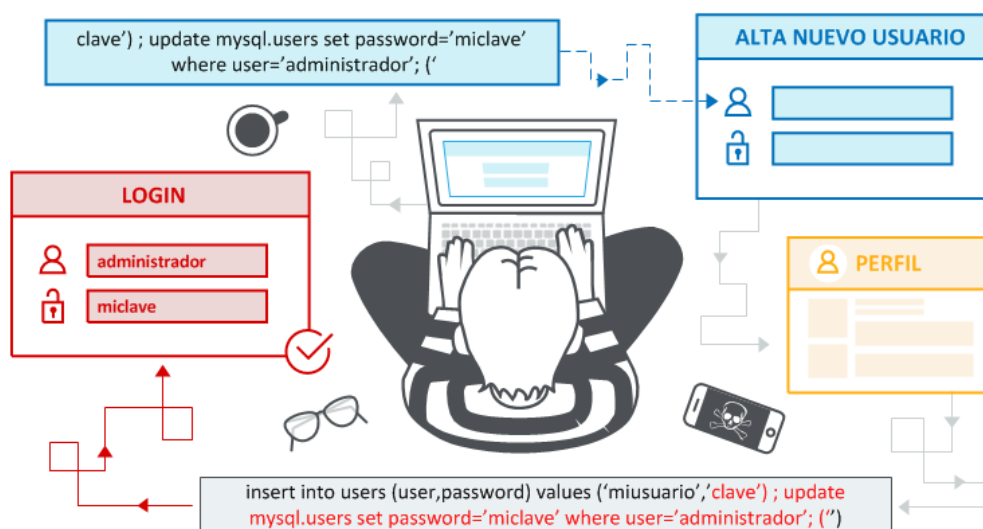 clave’) ; update mysql.users set password=’miclave’
where user=’administrador’; (‘
ALTA NUEVO USUARIO
LOGIN
administrador
miclave
PERFIL
insert into users (user,password) values (‘miusuario’,’clave’) ; update
mysql.users set password=’miclave’ where user=’administrador’; (‘’)